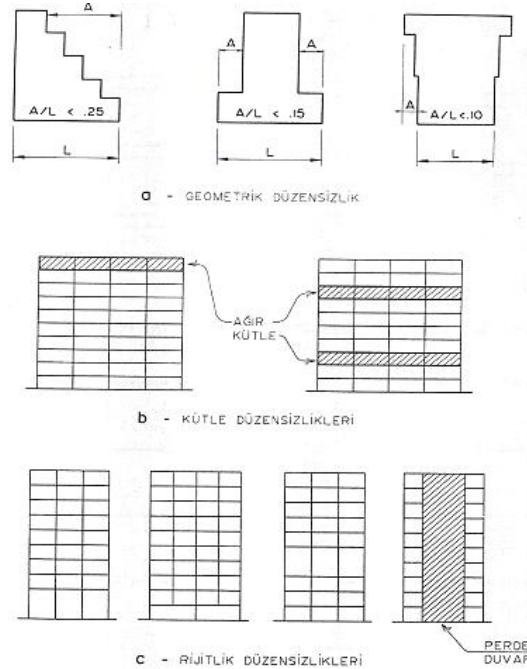 A
A/L < .25
L
A
A
A/L < .15
L
A
A/L <.10
L
a - GEOMETRİK DÜZENSİZLİK
AĞIR
KÜTLE
b - KÜTLE DÜZENSİZLİKLERİ
PERDE
DUVAR
c - RİJİTLİK DÜZENSİZLİKLERİ